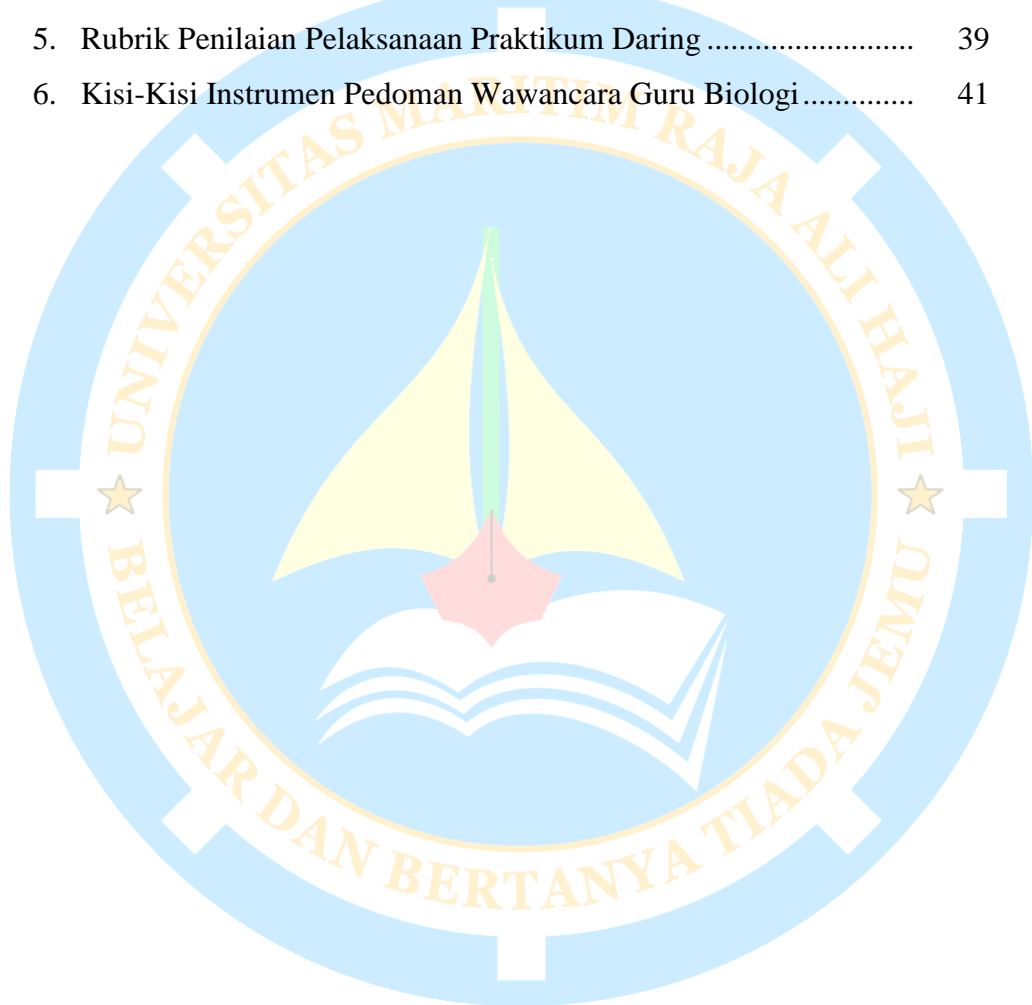 5. Rubrik Penilaian Pelaksanaan Praktikum Daring .......................... 39
6. Kisi-Kisi Instrumen Pedoman Wawancara Guru Biologi .............. 41
UNIVERSITAS MARITIM RAJA ALI HAJI
BELAJAR DAN BERTANYA TIADA JEMU